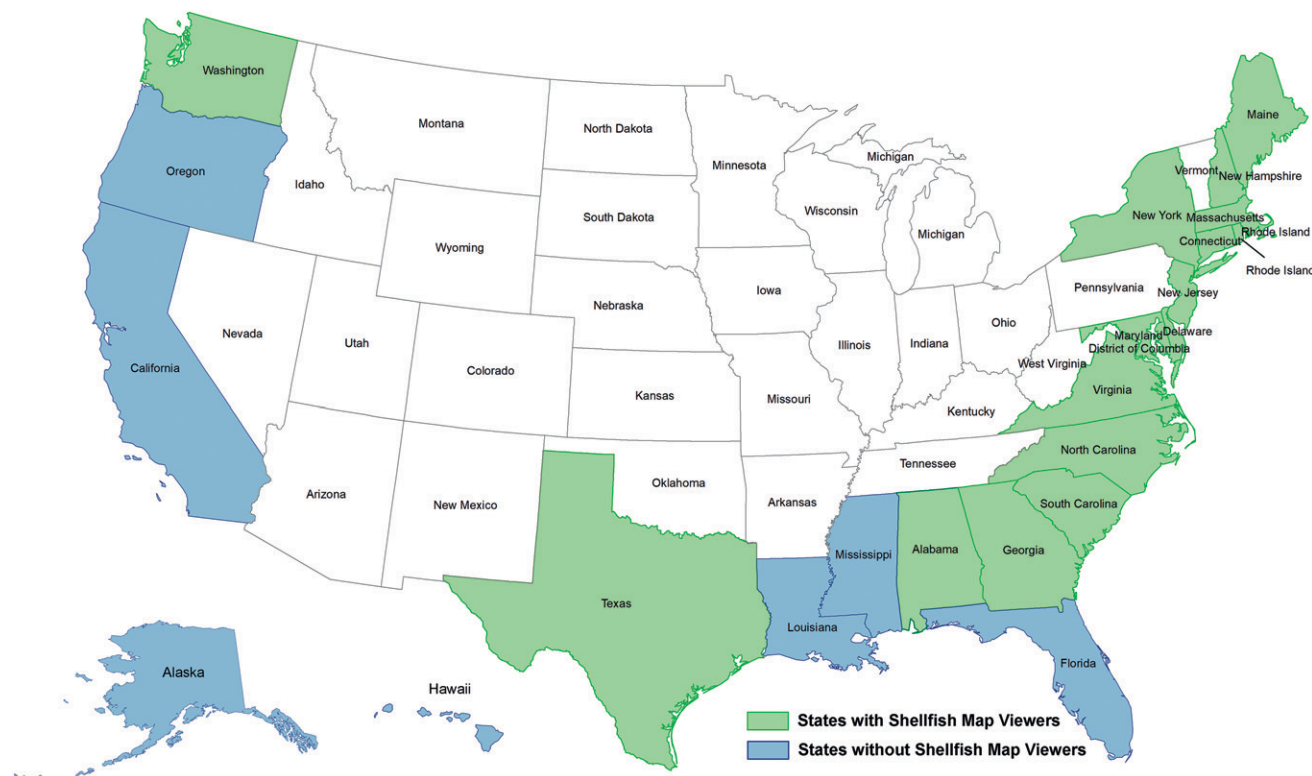 Washington
Maine
Montana
North Dakota
Minnesota
Michigan
Vermont
New Hampshire
Oregon
Idaho
Wisconsin
South Dakota
New York
Massachusetts
Rhode Island
Michigan
Connecticut
Wyoming
Rhode Island
Iowa
Pennsylvania
New Jersey
Nebraska
Ohio
Nevada
Utah
Illinois
Indiana
Maryland
Delaware
District of Columbia
West Virginia
California
Colorado
Kansas
Missouri
Virginia
Kentucky
North Carolina
Tennessee
Oklahoma
Arizona
New Mexico
Arkansas
South Carolina
Mississippi
Alabama
Georgia
Texas
Louisiana
Florida
Alaska
Hawaii
States with Shellfish Map Viewers
States without Shellfish Map Viewers